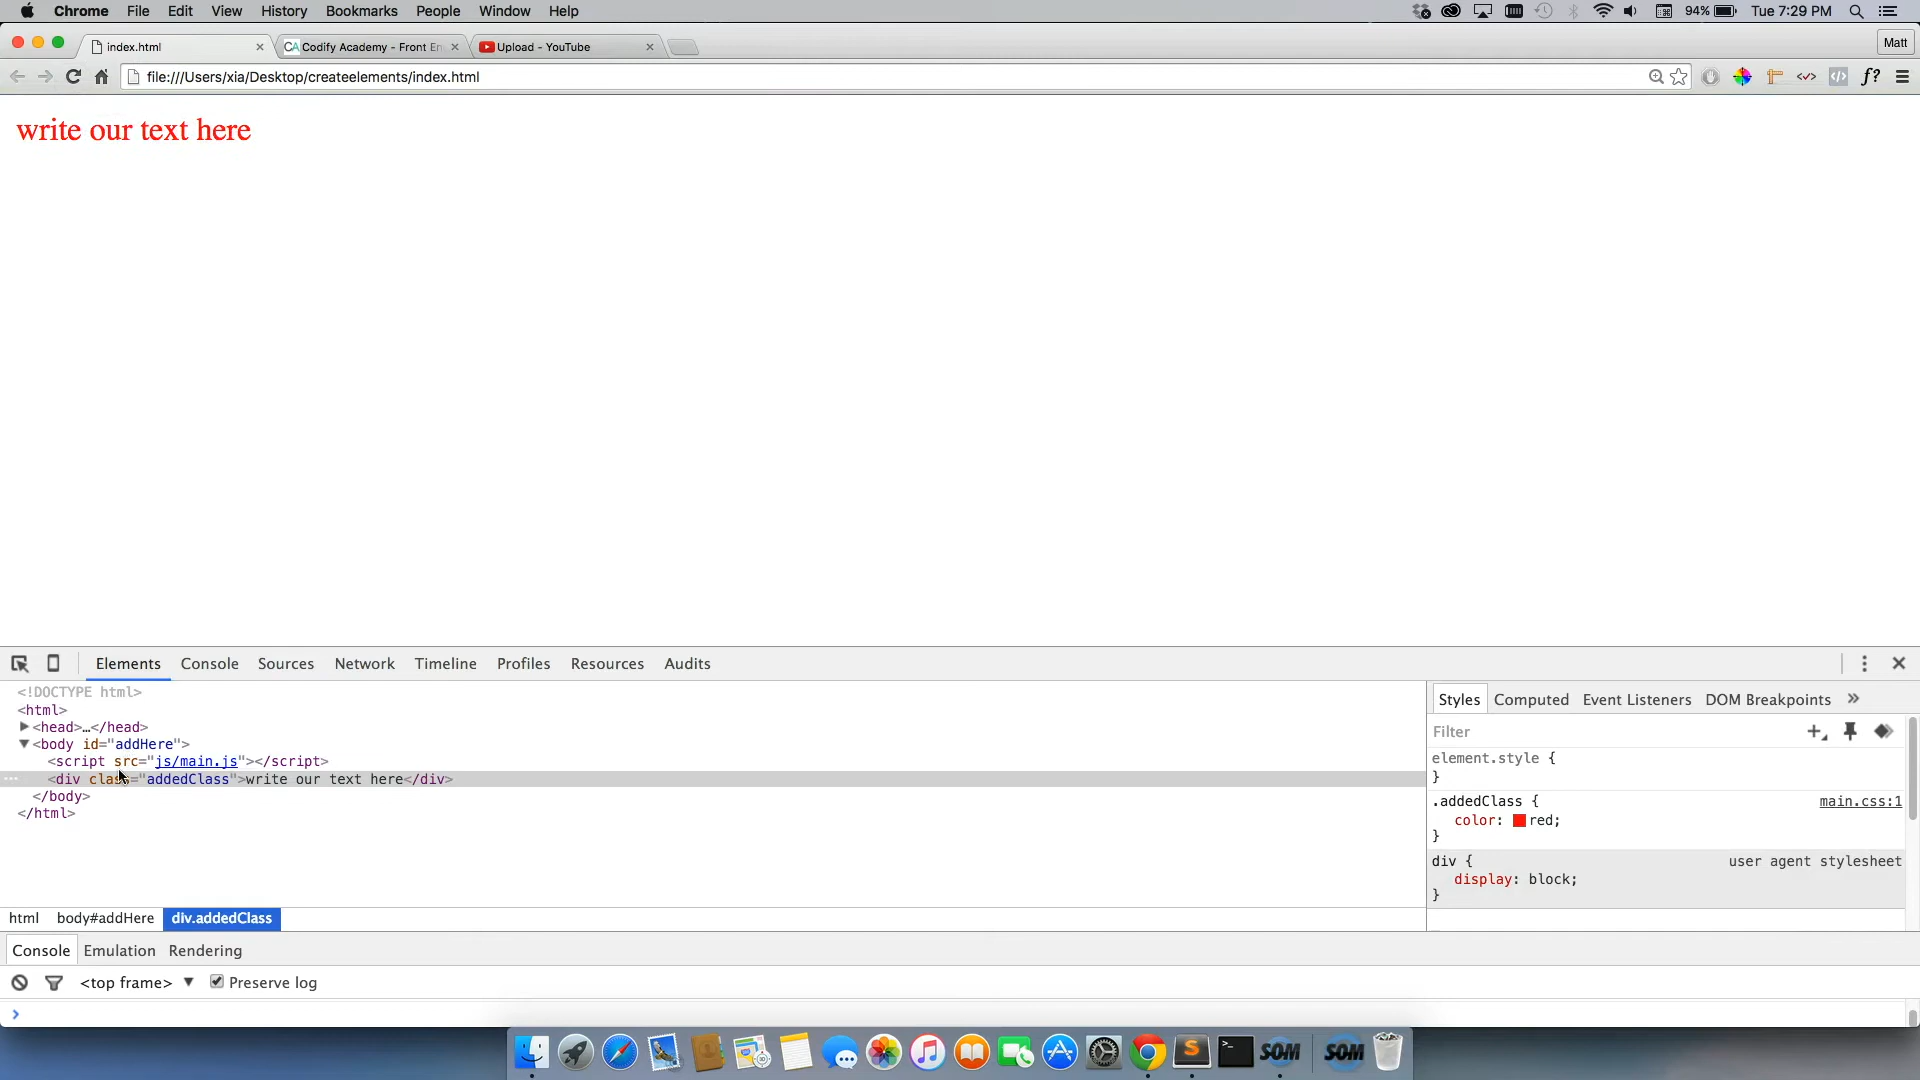 Chrome File Edit View History Bookmarks People Window Help 94% Tue 7:29 PM
index.html Codify Academy - Front En Upload - YouTube Matt
file:///Users/xia/Desktop/createelements/index.html f?
write our text here
Elements Console Sources Network Timeline Profiles Resources Audits
<!DOCTYPE html>
<html>
<head>…</head>
<body id="addHere">
<script src="js/main.js"></script>
<div class="addedClass">write our text here</div>
</body>
</html>
Styles Computed Event Listeners DOM Breakpoints »
Filter
element.style {
}
.addedClass { main.css:1
color: red;
}
div { user agent stylesheet
display: block;
}
html body#addHere div.addedClass
Console Emulation Rendering
<top frame> ▼ Preserve log
>
S >_ SOM SOM